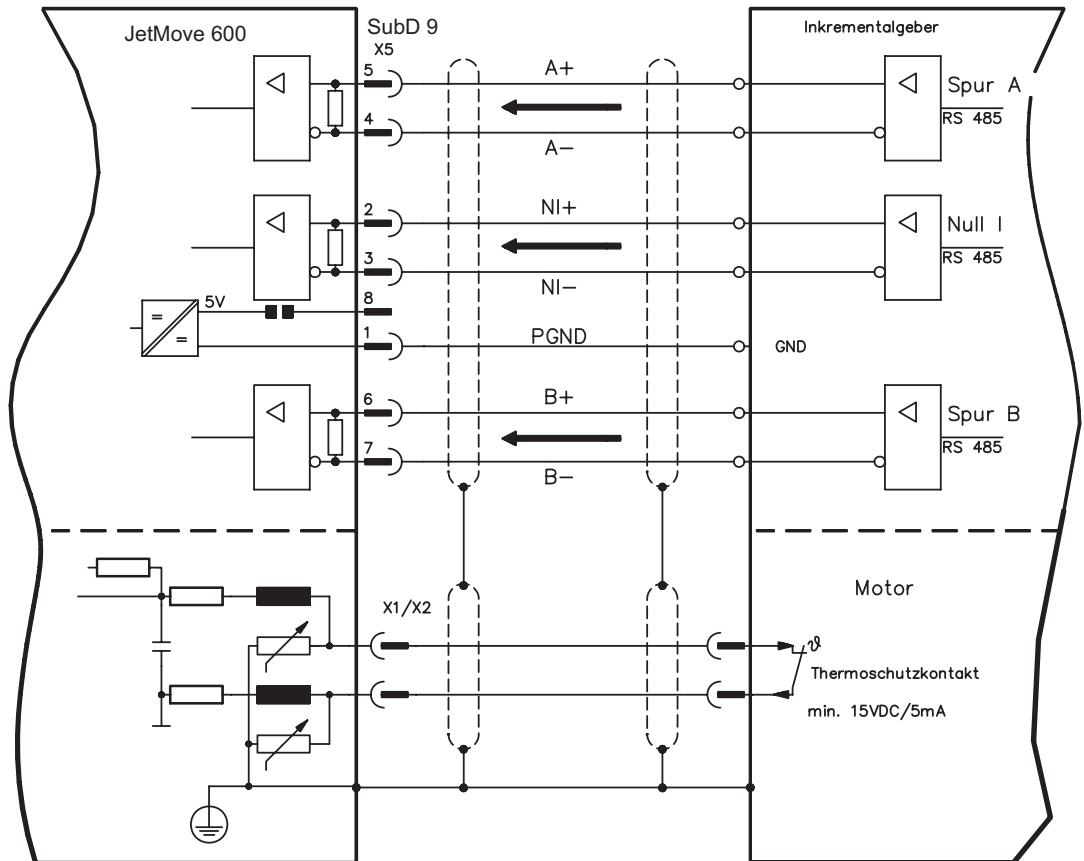 JetMove 600
SubD 9
X5
Inkrementalgeber
5
A+
Spur A
RS 485
4
A−
2
NI+
Null I
RS 485
3
NI−
5V
8
=
=
1
PGND
GND
6
B+
Spur B
RS 485
7
B−
X1/X2
Motor
ϑ
Thermoschutzkontakt
min. 15VDC/5mA